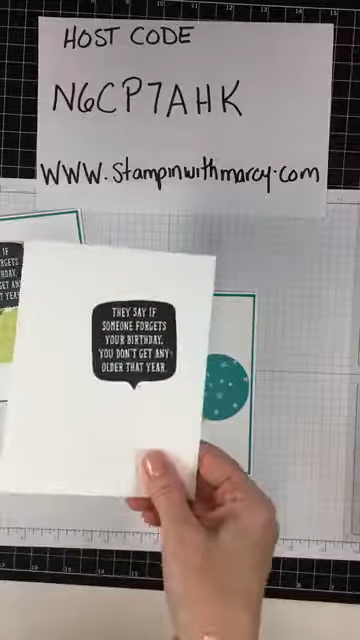 HOST CODE
N6CP7AHK
WWW.stampinwithmarcy.com
IF
THEY SAY IF
SOMEONE FORGETS
YOUR BIRTHDAY,
YOU DON'T GET ANY
OLDER THAT YEAR.